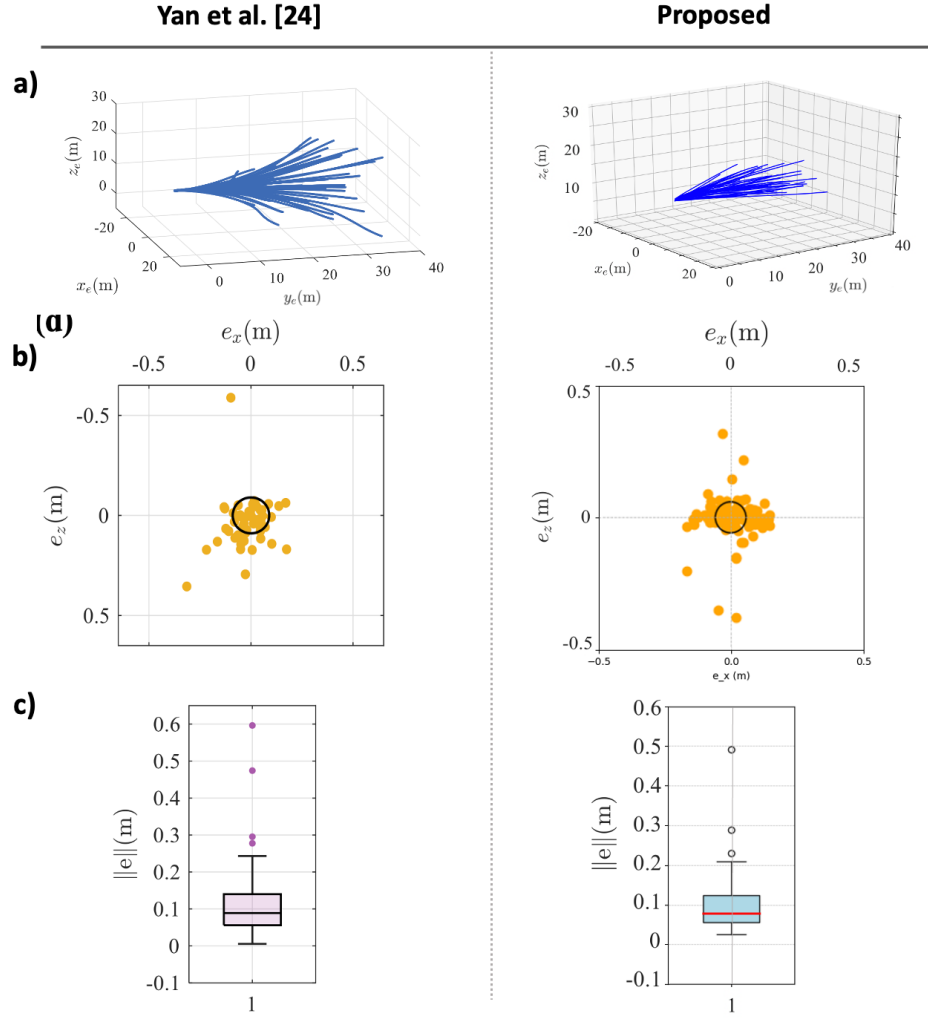 Yan et al. [24]
Proposed
a)
30
20
10
0
z_e(m)
-20
0
20
x_e(m)
0
10
20
30
40
y_e(m)
30
20
10
z_e(m)
-20
0
20
x_e(m)
0
10
20
30
40
y_e(m)
(a)
b)
e_x(m)
-0.5 0 0.5
-0.5
0
0.5
e_z(m)
e_x(m)
-0.5 0 0.5
0.5
0
-0.5
e_z(m)
−0.5 0.0 0.5
e_x (m)
c)
0.6
0.5
0.4
0.3
0.2
0.1
0
-0.1
||e||(m)
1
0.6
0.5
0.4
0.3
0.2
0.1
0
-0.1
||e||(m)
1